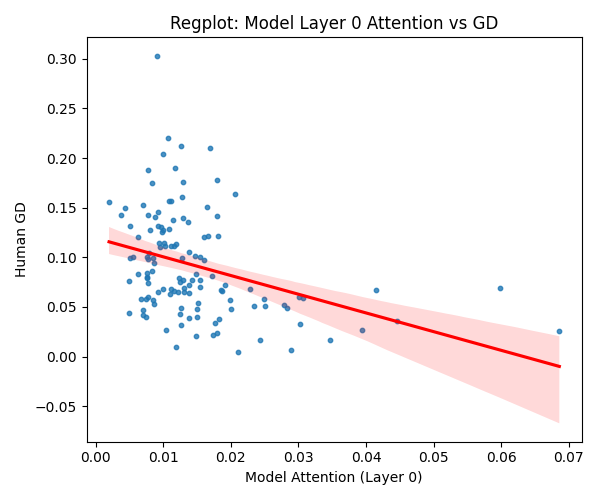 Regplot: Model Layer 0 Attention vs GD
Human GD
0.30
0.25
0.20
0.15
0.10
0.05
0.00
−0.05
0.00 0.01 0.02 0.03 0.04 0.05 0.06 0.07
Model Attention (Layer 0)